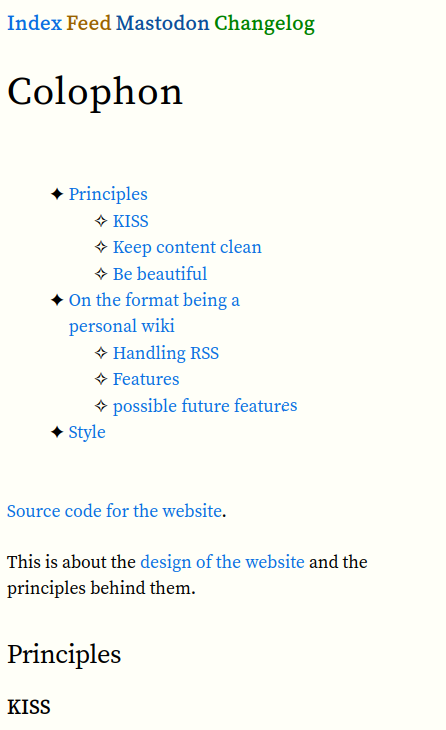 Index Feed Mastodon Changelog
Colophon
✦ Principles
✧ KISS
✧ Keep content clean
✧ Be beautiful
✦ On the format being a
personal wiki
✧ Handling RSS
✧ Features
✧ possible future features
✦ Style
Source code for the website.
This is about the design of the website and the
principles behind them.
Principles
KISS